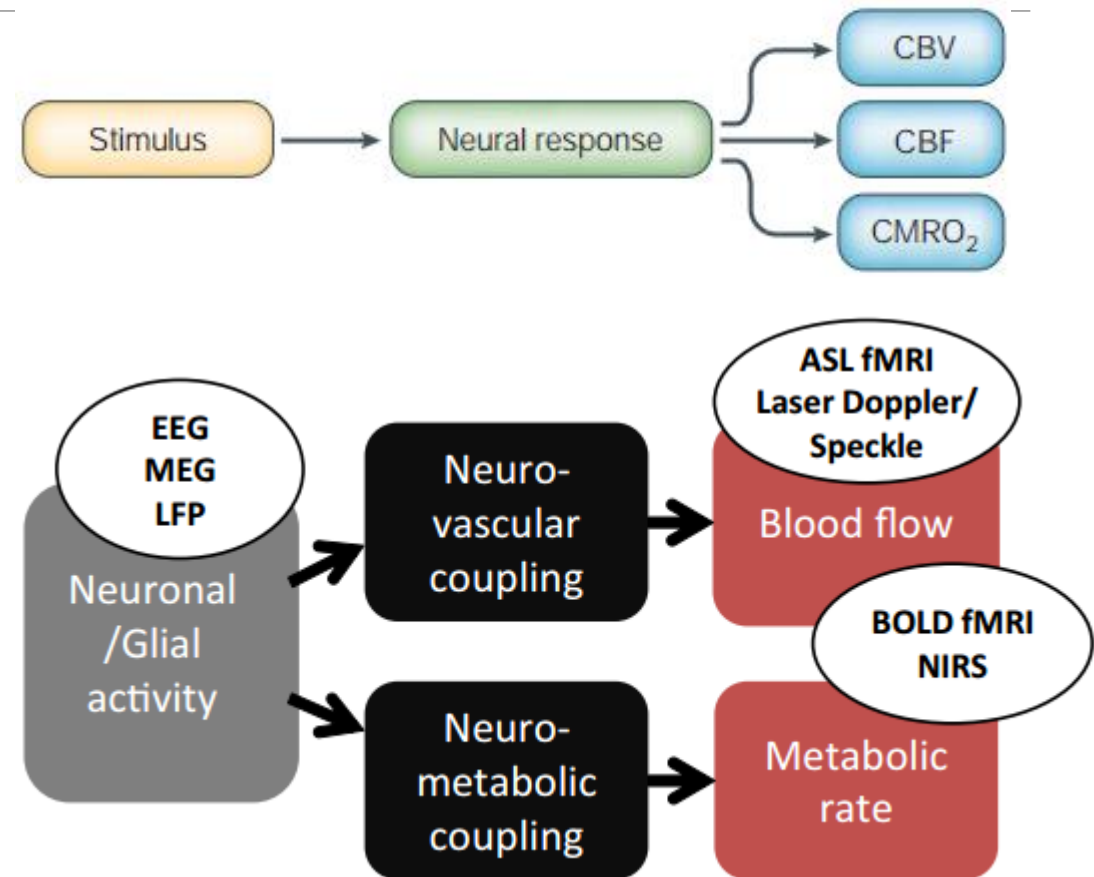 CBV
Stimulus
Neural response
CBF
CMRO₂
EEG
MEG
LFP
Neuronal
/Glial
activity
Neuro-
vascular
coupling
ASL fMRI
Laser Doppler/
Speckle
Blood flow
BOLD fMRI
NIRS
Neuro-
metabolic
coupling
Metabolic
rate